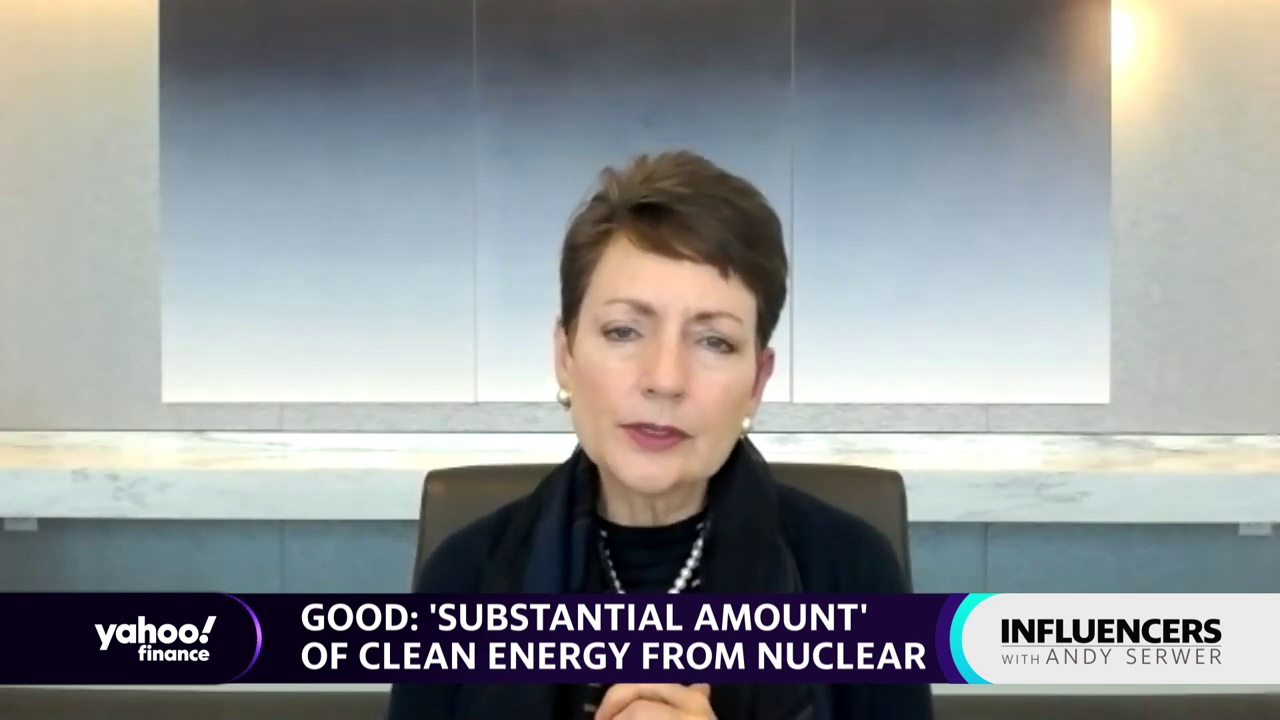 yahoo!
finance
GOOD: 'SUBSTANTIAL AMOUNT'
OF CLEAN ENERGY FROM NUCLEAR
INFLUENCERS
WITH ANDY SERWER